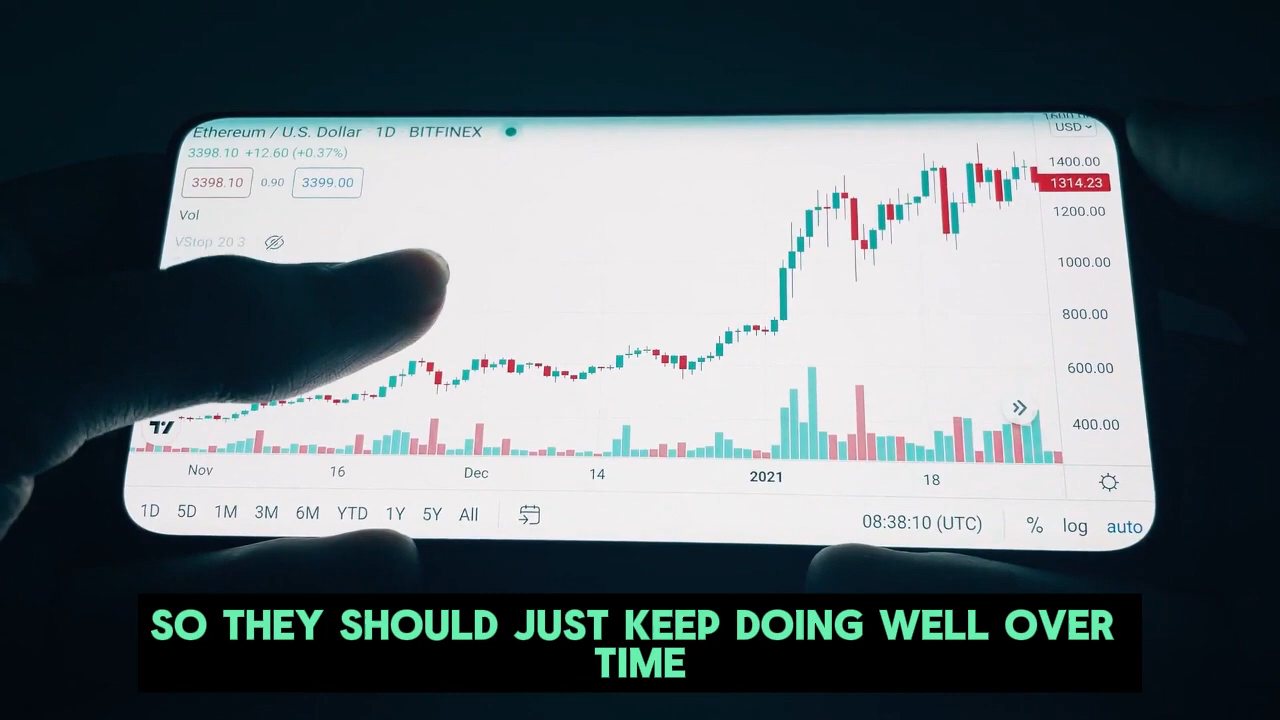 Ethereum / U.S. Dollar 1D BITFINEX
USD
3398.10 +12.60 (+0.37%)
3398.10 0.90 3399.00
Vol
VStop 20 3
1400.00
1314.23
1200.00
1000.00
800.00
600.00
400.00
Nov 16 Dec 14 2021 18
1D 5D 1M 3M 6M YTD 1Y 5Y All
08:38:10 (UTC) % log auto
SO THEY SHOULD JUST KEEP DOING WELL OVER
TIME